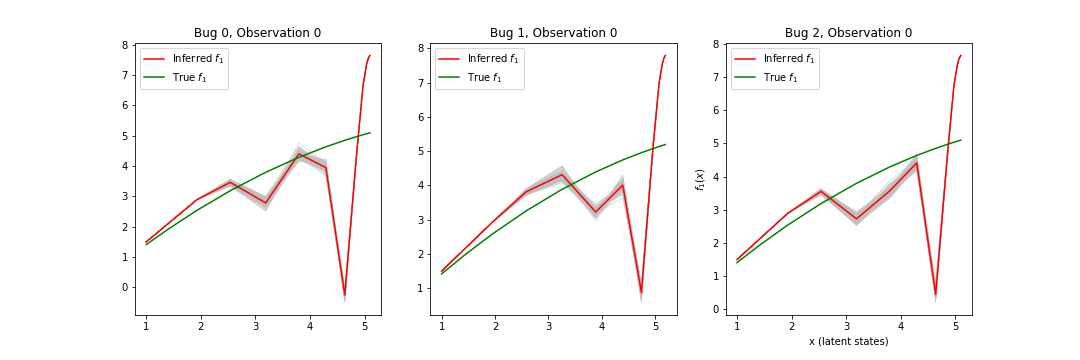 Bug 0, Observation 0
8
7
6
5
4
3
2
1
0
1 2 3 4 5
Inferred f₁
True f₁
Bug 1, Observation 0
8
7
6
5
4
3
2
1
1 2 3 4 5
Inferred f₁
True f₁
Bug 2, Observation 0
f₁(x)
8
7
6
5
4
3
2
1
0
1 2 3 4 5
x (latent states)
Inferred f₁
True f₁